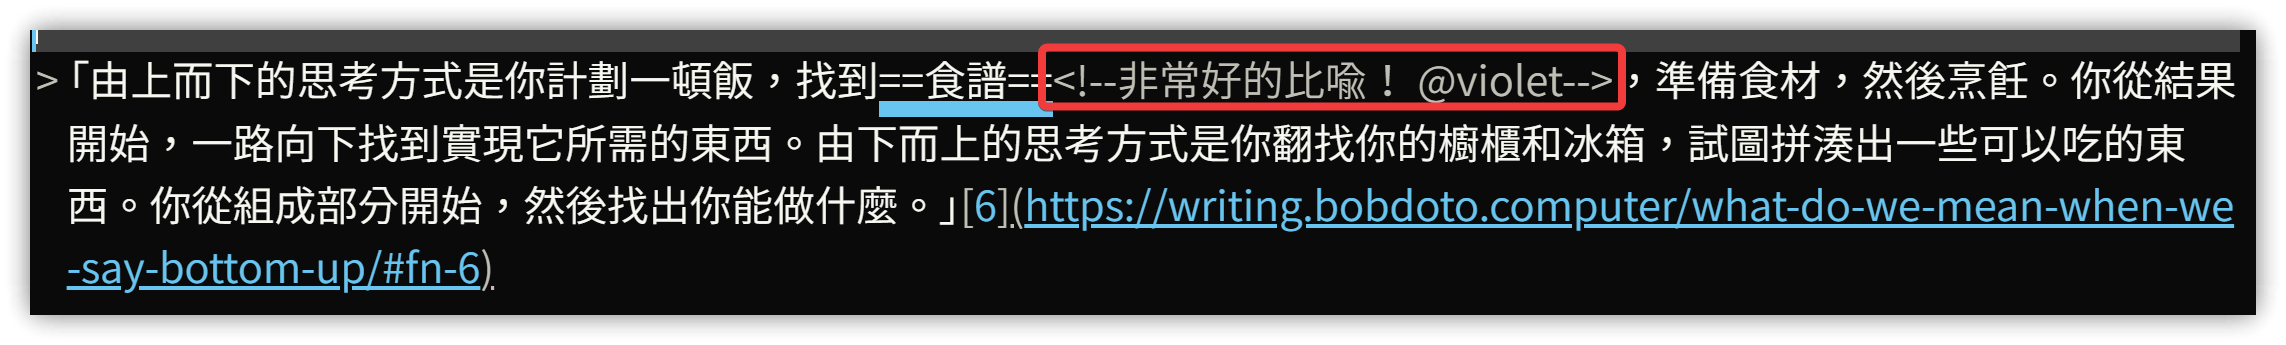 >「由上而下的思考方式是你計劃一頓飯，找到==食譜==<!--非常好的比喻！ @violet-->，準備食材，然後烹飪。你從結果
開始，一路向下找到實現它所需的東西。由下而上的思考方式是你翻找你的櫥櫃和冰箱，試圖拼湊出一些可以吃的東
西。你從組成部分開始，然後找出你能做什麼。」[6](https://writing.bobdoto.computer/what-do-we-mean-when-we
-say-bottom-up/#fn-6)